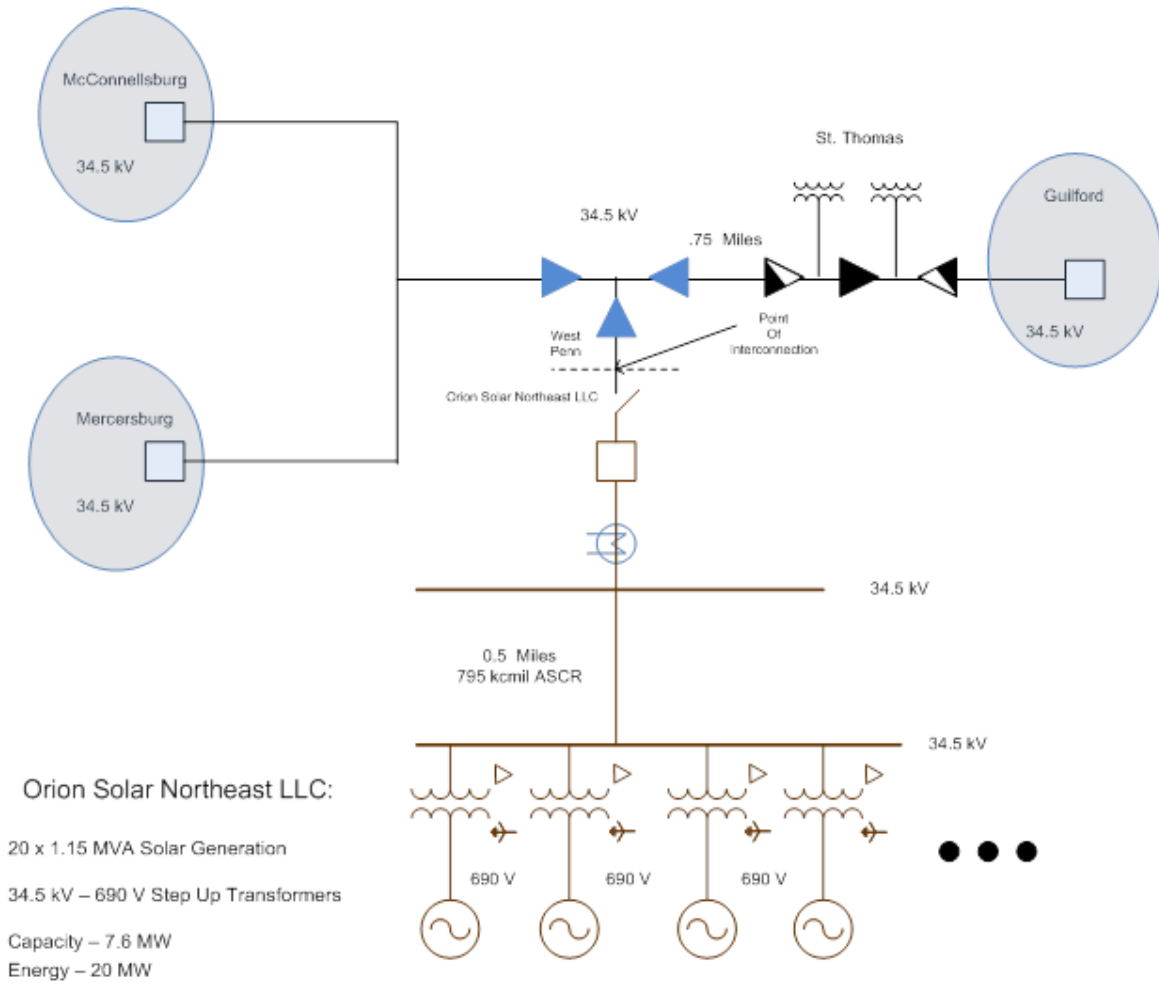 McConnellsburg
34.5 kV
St. Thomas
Guilford
34.5 kV
34.5 kV
.75 Miles
West
Penn
Point
Of
Interconnection
Orion Solar Northeast LLC
Mercersburg
34.5 kV
34.5 kV
0.5 Miles
795 kcmil ASCR
34.5 kV
Orion Solar Northeast LLC:
20 x 1.15 MVA Solar Generation
34.5 kV – 690 V Step Up Transformers
Capacity – 7.6 MW
Energy – 20 MW
690 V
690 V
690 V